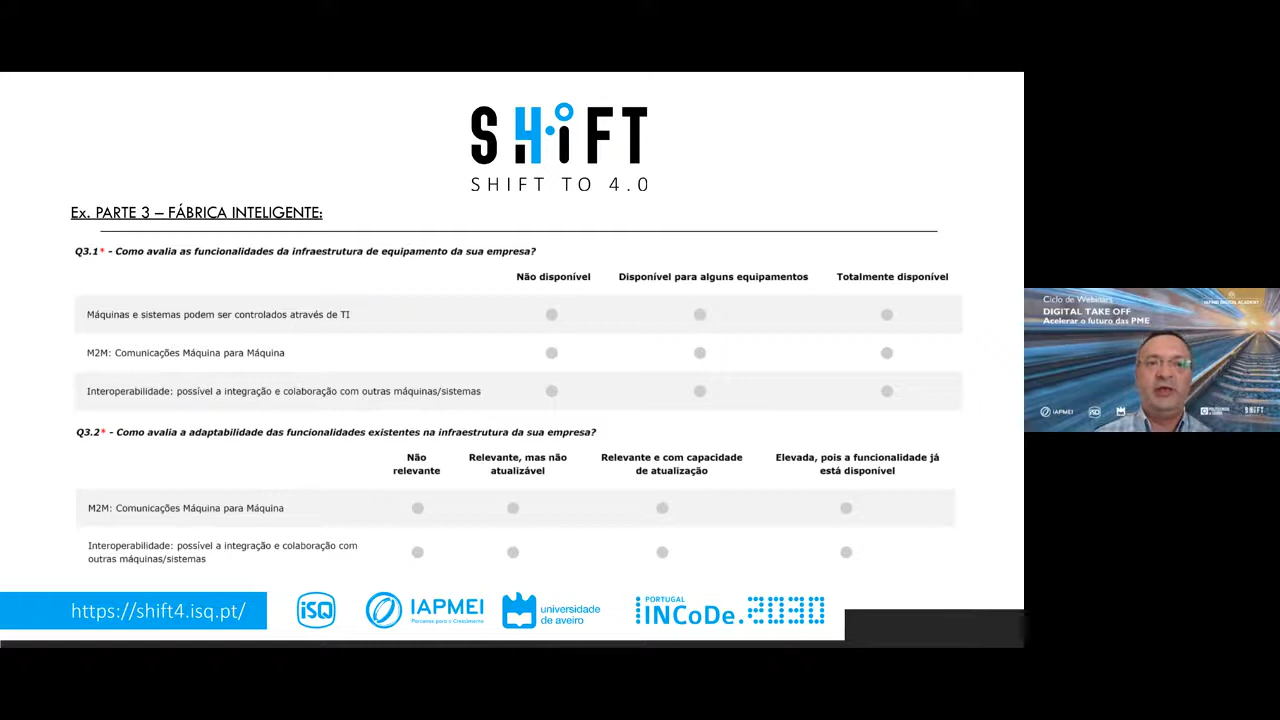 SHiFT
SHIFT TO 4.0
Ex. PARTE 3 – FÁBRICA INTELIGENTE:
Q3.1* - Como avalia as funcionalidades da infraestrutura de equipamento da sua empresa?
Não disponível Disponível para alguns equipamentos Totalmente disponível
Máquinas e sistemas podem ser controlados através de TI
M2M: Comunicações Máquina para Máquina
Interoperabilidade: possível a integração e colaboração com outras máquinas/sistemas
Q3.2* - Como avalia a adaptabilidade das funcionalidades existentes na infraestrutura da sua empresa?
Não relevante
Relevante, mas não atualizável
Relevante e com capacidade de atualização
Elevada, pois a funcionalidade já está disponível
M2M: Comunicações Máquina para Máquina
Interoperabilidade: possível a integração e colaboração com
outras máquinas/sistemas
https://shift4.isq.pt/
iSQ
IAPMEI
Parceiros para o Crescimento
universidade
de aveiro
PORTUGAL
INCoDe.2030
Ciclo de Webinars
DIGITAL TAKE OFF
Acelerar o futuro das PME
IAPMEI
iSQ
SHiFT